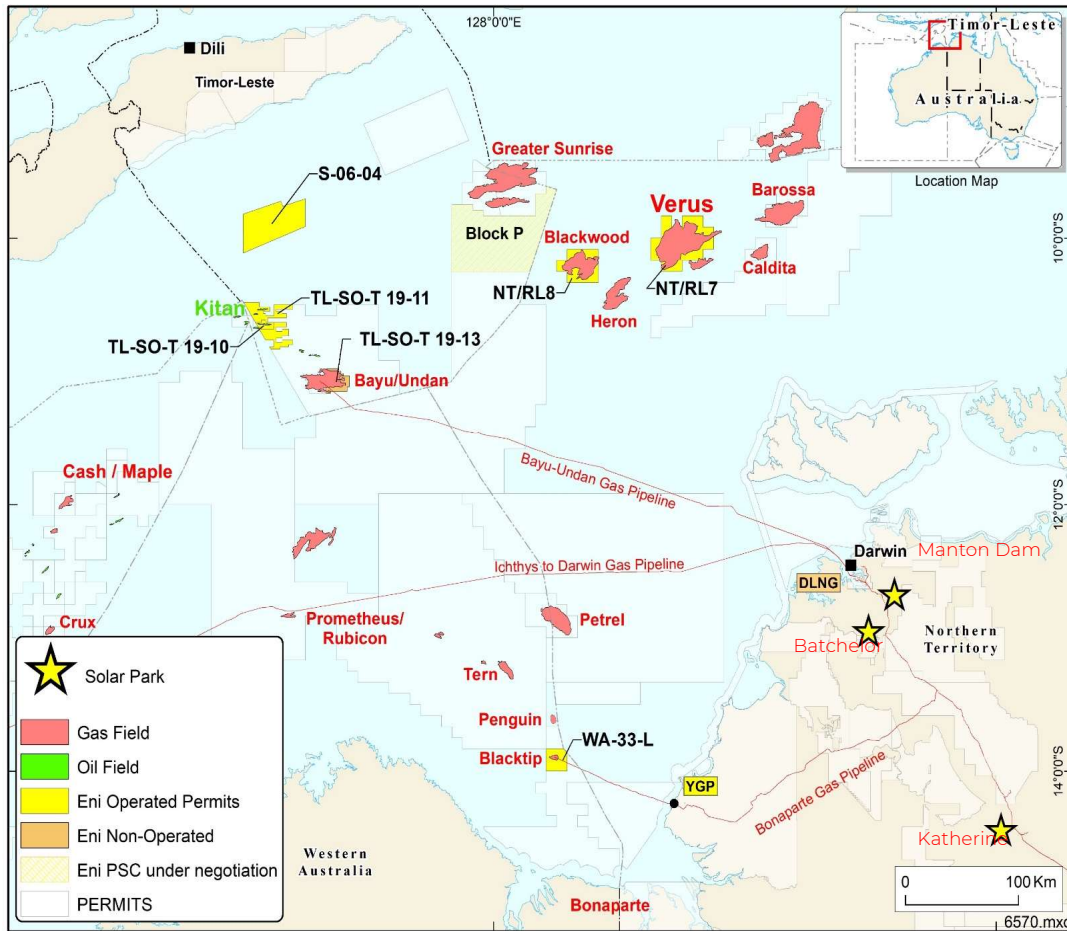 128°0'0"E
Dili
Timor-Leste
Timor-Leste
Australia
Location Map
S-06-04
Greater Sunrise
Block P
Verus
Barossa
Blackwood
Caldita
10°0'0"S
NT/RL8
NT/RL7
Heron
Kitan
TL-SO-T 19-11
TL-SO-T 19-10
TL-SO-T 19-13
Bayu/Undan
Cash / Maple
Bayu-Undan Gas Pipeline
12°0'0"S
Darwin
Manton Dam
Ichthys to Darwin Gas Pipeline
DLNG
Crux
Prometheus/
Rubicon
Petrel
Batchelor
Northern
Territory
Tern
Penguin
WA-33-L
Blacktip
YGP
Bonaparte Gas Pipeline
14°0'0"S
Katherine
Western
Australia
Bonaparte
Solar Park
Gas Field
Oil Field
Eni Operated Permits
Eni Non-Operated
Eni PSC under negotiation
PERMITS
0
100 Km
6570.mxd